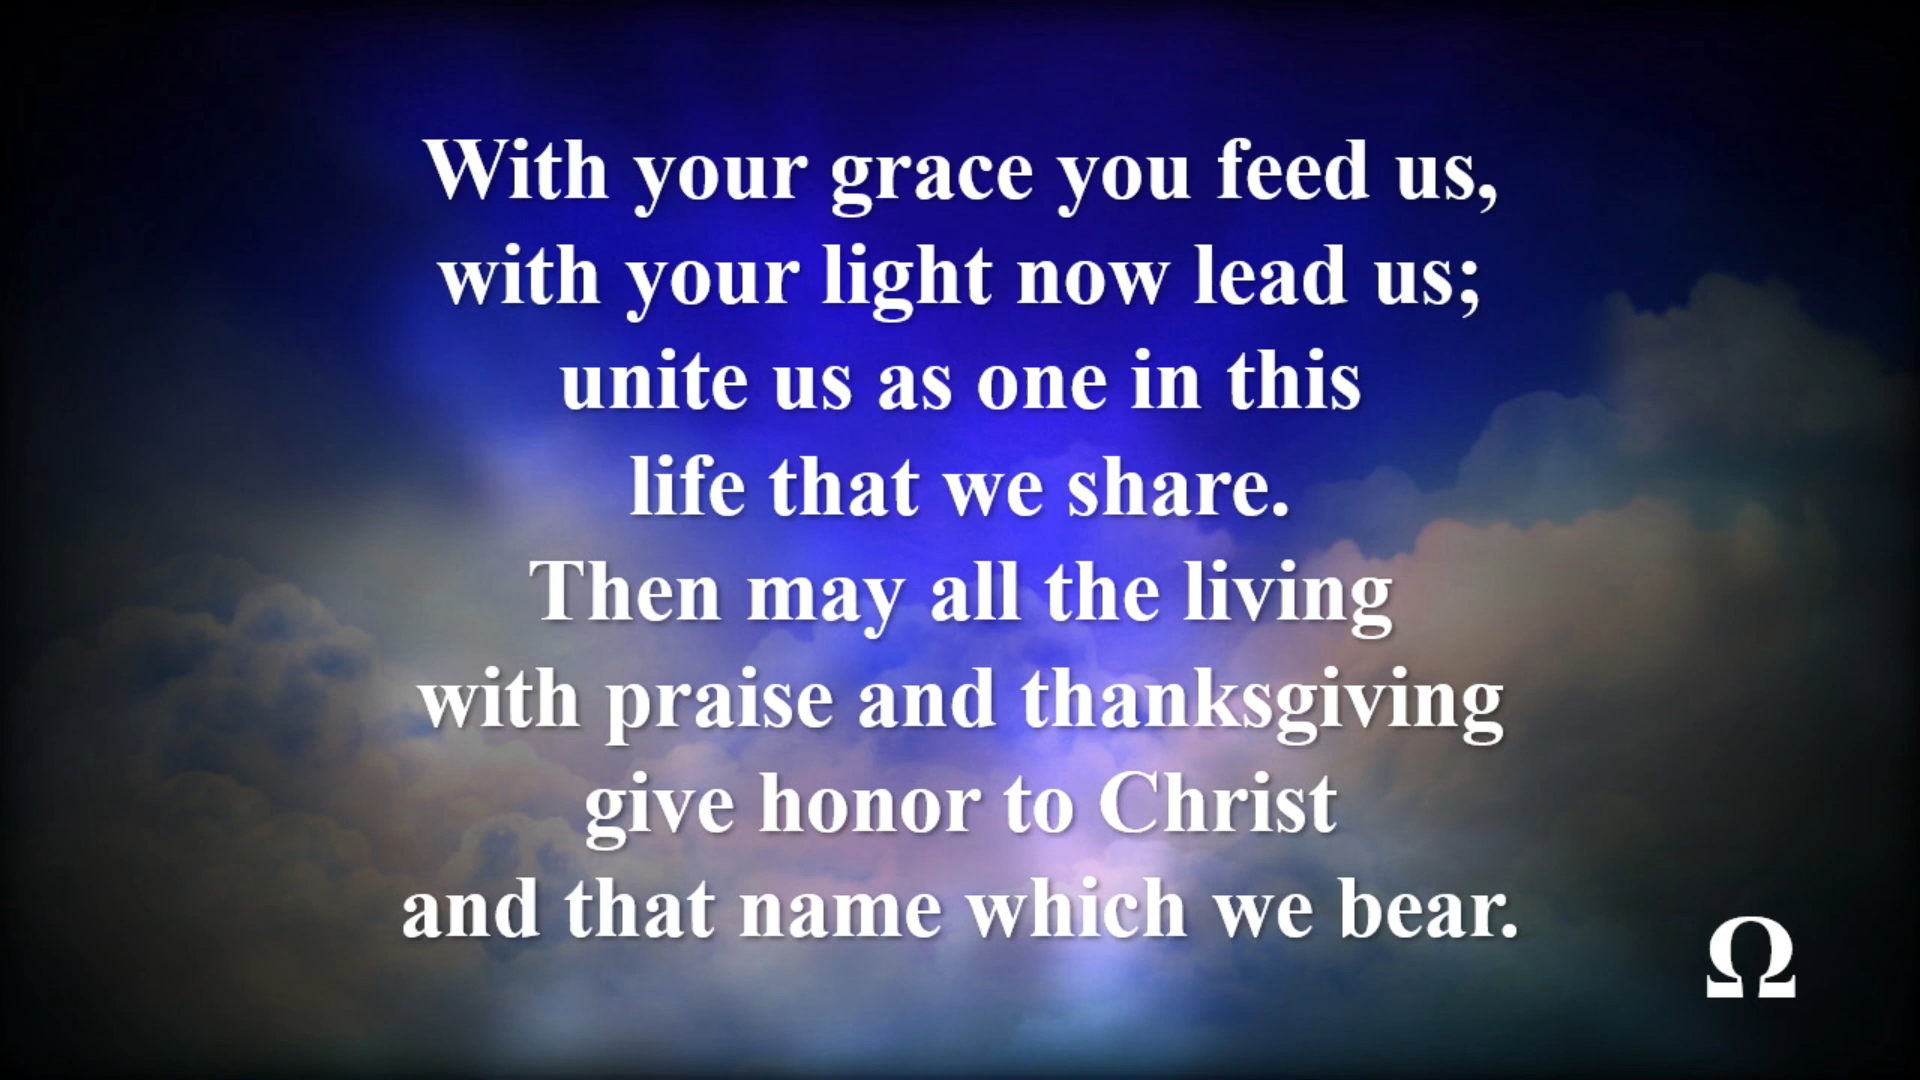 With your grace you feed us,
with your light now lead us;
unite us as one in this
life that we share.
Then may all the living
with praise and thanksgiving
give honor to Christ
and that name which we bear.
Ω